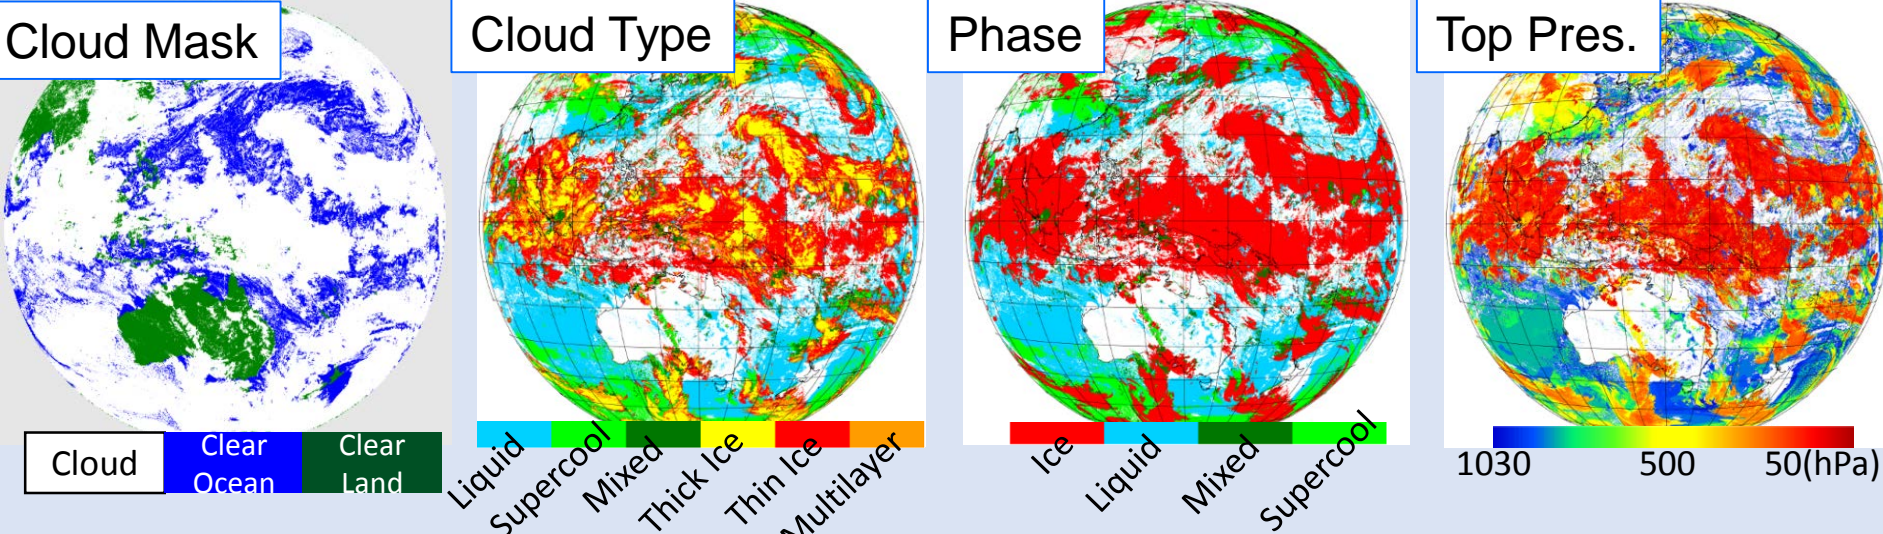 Cloud Mask
Cloud Type
Phase
Top Pres.
Cloud
Clear
Ocean
Clear
Land
Liquid
Supercool
Mixed
Thick Ice
Thin Ice
Multilayer
Ice
Liquid
Mixed
Supercool
1030
500
50(hPa)